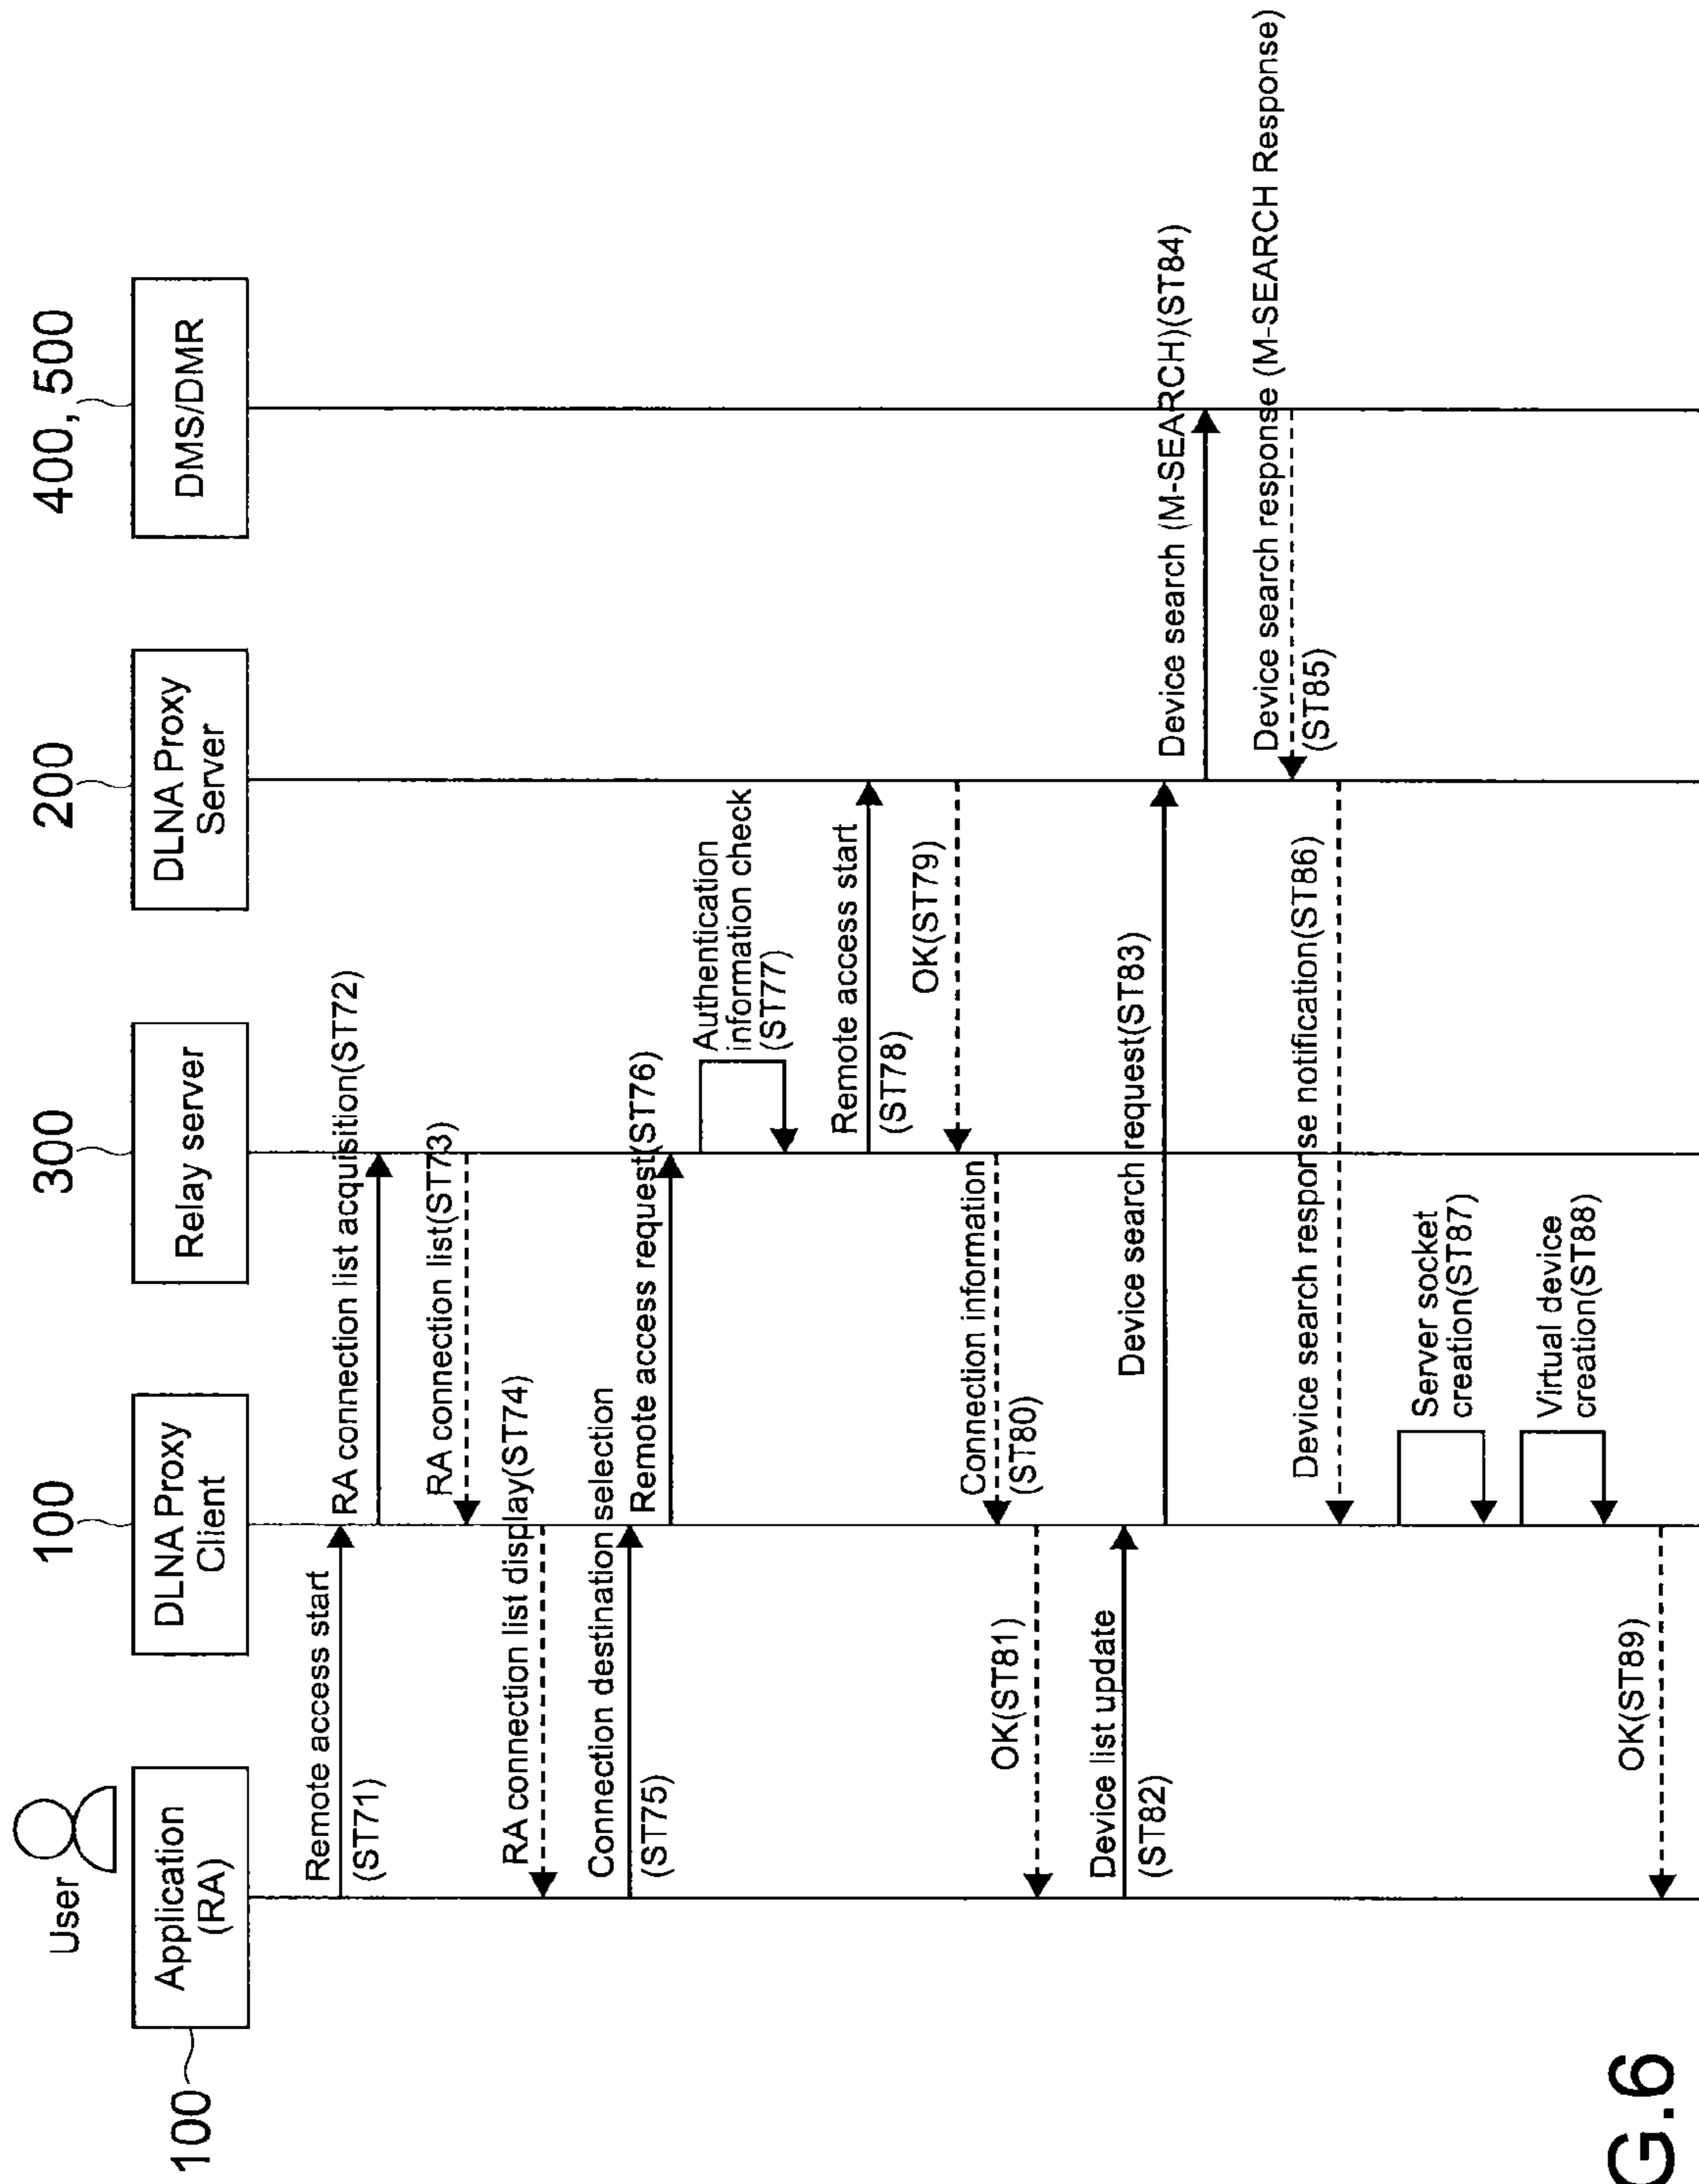 User
100
100
300
200
400, 500
Application
(RA)
DLNA Proxy
Client
Relay server
DLNA Proxy
Server
DMS/DMR
Remote access start
(ST71)
RA connection list acquisition(ST72)
RA connection list(ST73)
RA connection list display(ST74)
Connection destination selection
(ST75)
Remote access request(ST76)
Authentication
information check
(ST77)
Remote access start
(ST78)
OK(ST79)
Connection information
(ST80)
OK(ST81)
Device list update
(ST82)
Device search request(ST83)
Device search (M-SEARCH)(ST84)
Device search response (M-SEARCH Response)
(ST85)
Device search response notification(ST86)
Server socket
creation(ST87)
Virtual device
creation(ST88)
OK(ST89)
G.6